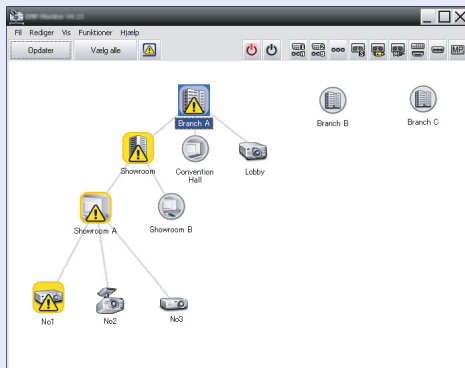 Fil Rediger Vis Funktioner Hjælp
Opdater Vælg alle MP
Branch A Branch B Branch C
Showroom Convention Hall Lobby
Showroom A Showroom B
No1 No2 No3